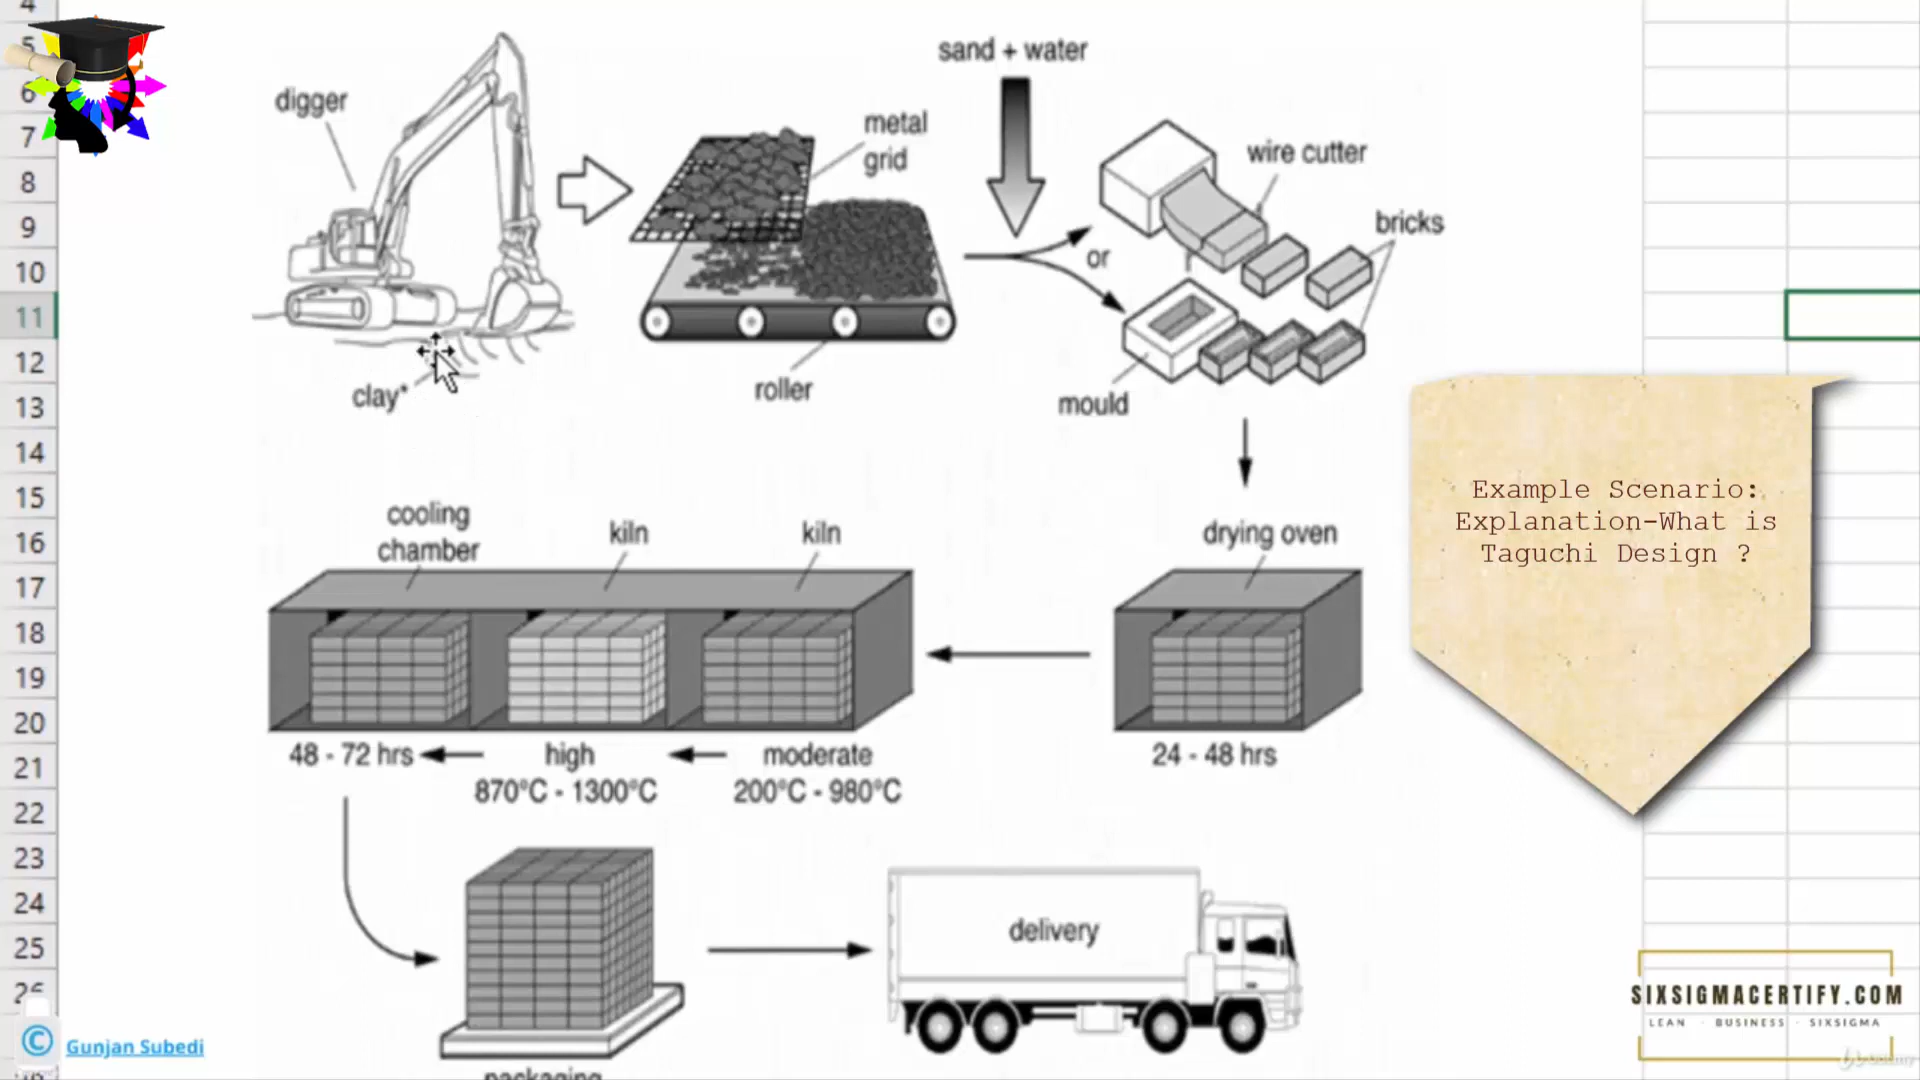 4
5
6
7
8
9
10
11
12
13
14
15
16
17
18
19
20
21
22
23
24
25
26
digger
clay*
metal
grid
roller
sand + water
or
wire cutter
bricks
mould
drying oven
24 - 48 hrs
kiln
moderate
200°C - 980°C
kiln
high
870°C - 1300°C
cooling
chamber
48 - 72 hrs
packaging
delivery
Example Scenario:
Explanation-What is
Taguchi Design ?
© Gunjan Subedi
SIXSIGMACERTIFY.COM
LEAN · BUSINESS · SIXSIGMA
Udemy